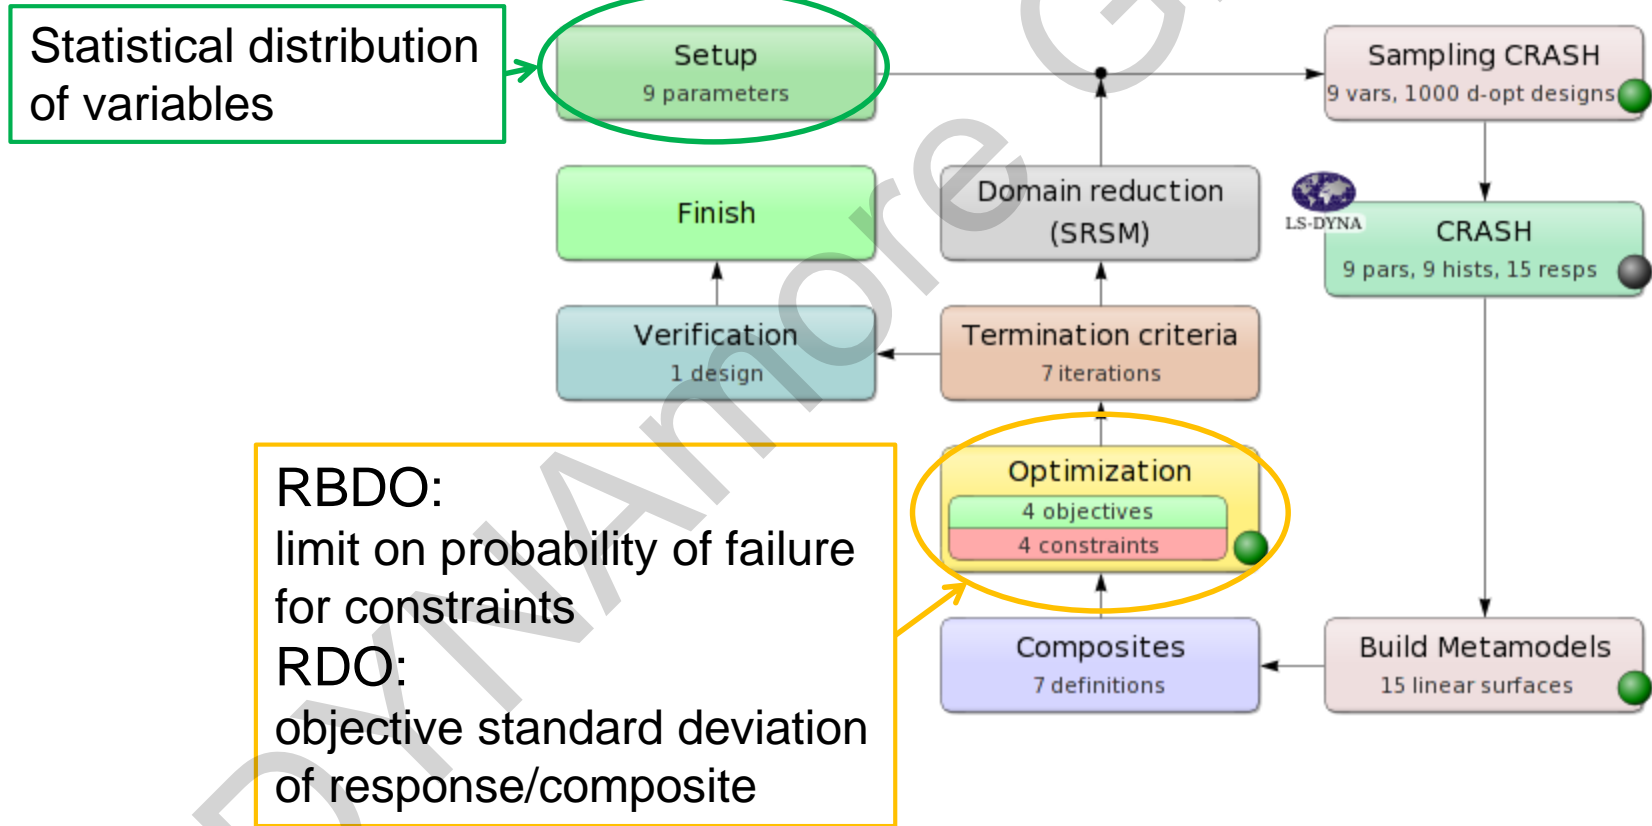 Statistical distribution
of variables
Setup
9 parameters
Sampling CRASH
9 vars, 1000 d-opt designs
Finish
Domain reduction
(SRSM)
LS-DYNA
CRASH
9 pars, 9 hists, 15 resps
Verification
1 design
Termination criteria
7 iterations
RBDO:
limit on probability of failure
for constraints
RDO:
objective standard deviation
of response/composite
Optimization
4 objectives
4 constraints
Composites
7 definitions
Build Metamodels
15 linear surfaces
DYNAmore G